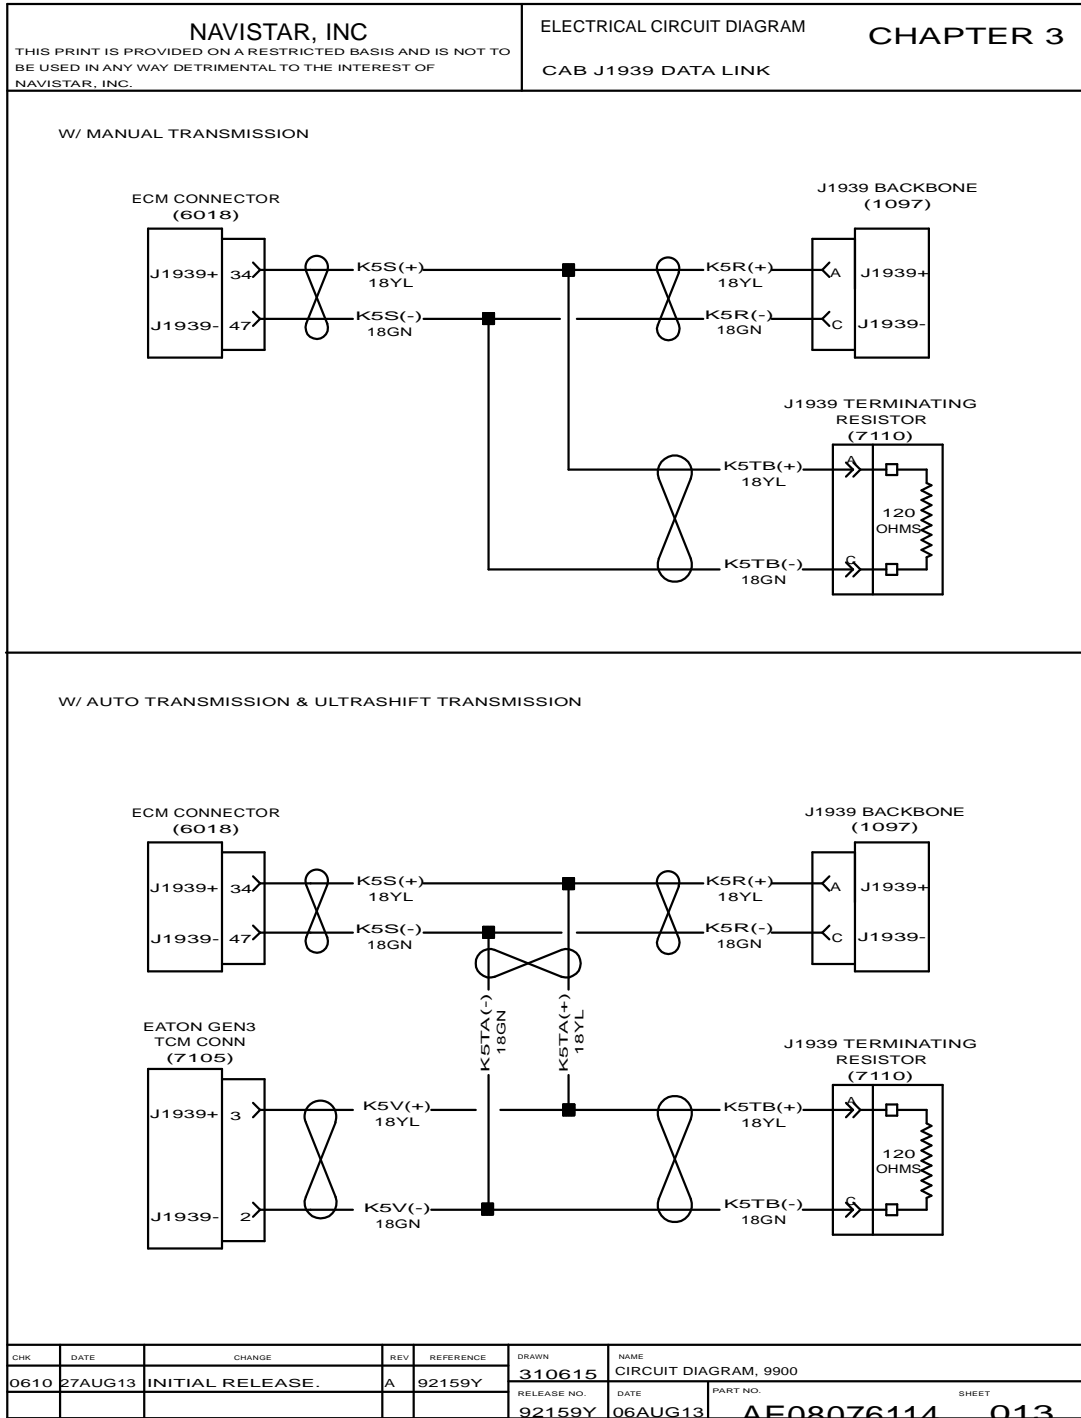 NAVISTAR, INC
THIS PRINT IS PROVIDED ON A RESTRICTED BASIS AND IS NOT TO
BE USED IN ANY WAY DETRIMENTAL TO THE INTEREST OF
NAVISTAR, INC.
ELECTRICAL CIRCUIT DIAGRAM
CAB J1939 DATA LINK
CHAPTER 3
W/ MANUAL TRANSMISSION
ECM CONNECTOR
(6018)
J1939+ 34
J1939- 47
K5S(+)
18YL
K5S(-)
18GN
K5R(+)
18YL
K5R(-)
18GN
J1939 BACKBONE
(1097)
A J1939+
C J1939-
J1939 TERMINATING
RESISTOR
(7110)
K5TB(+)
18YL
A
120
OHMS
K5TB(-)
18GN
C
W/ AUTO TRANSMISSION & ULTRASHIFT TRANSMISSION
ECM CONNECTOR
(6018)
J1939+ 34
J1939- 47
K5S(+)
18YL
K5S(-)
18GN
K5R(+)
18YL
K5R(-)
18GN
J1939 BACKBONE
(1097)
A J1939+
C J1939-
K5TA(-)
18GN
K5TA(+)
18YL
EATON GEN3
TCM CONN
(7105)
J1939+ 3
J1939- 2
K5V(+)
18YL
K5V(-)
18GN
J1939 TERMINATING
RESISTOR
(7110)
K5TB(+)
18YL
A
120
OHMS
K5TB(-)
18GN
C
CHK DATE CHANGE REV REFERENCE
0610 27AUG13 INITIAL RELEASE. A 92159Y
DRAWN
310615
NAME
CIRCUIT DIAGRAM, 9900
RELEASE NO.
92159Y
DATE
06AUG13
PART NO.
AE08076114
SHEET
013